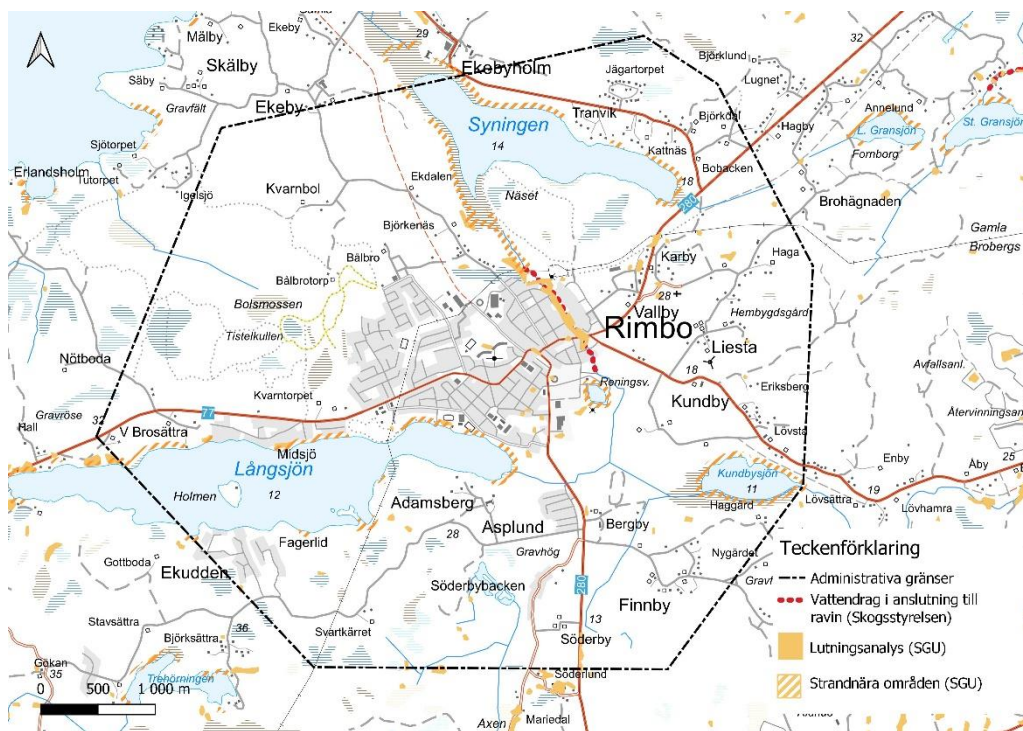 Mälby
Ekeby
29
32
Skälby
Säby
Gravfält
Ekeby
Ekebyholm
Jägartorpet
Björklund
Lugnet
Tranvik
Björkdal
Kattnäs
Hagby
Annelund
L. Gransjön
St. Gransjön
Syningen
14
Sjötorpet
Erlandsholm
Tutorpet
Igelsjö
Kvarnbol
Ekdalen
Näset
18
Bobacken
Fornborg
280
Brohägnaden
Björkenäs
Gamla
Brobergs
Bålbro
Bålbrotorp
Karby
Haga
28
Bolsmossen
Vallby
Rimbo
Hembygdsgård
Tistelkullen
Liesta
Nötboda
Reningsv.
18
Eriksberg
Avfallsanl.
Kvarntorpet
Kundby
Återvinningsan
Gravröse
Hall
32
77
V Brosättra
Lövsta
Midsjö
Långsjön
Enby
Åby
25
Kundbysjön
11
Holmen
12
Adamsberg
Haggård
Lövsättra
19
Lövhamra
Asplund
Bergby
Fagerlid
28
Gravhög
Nygärdet
Gottboda
Ekudden
Söderbybacken
280
Gravf
Finnby
Stavsättra
Svartkärret
13
Björksättra
36
Söderby
Gökan
35
Trehörningen
Söderlund
Axen
Mariedal
0 500 1 000 m
Teckenförklaring
Administrativa gränser
Vattendrag i anslutning till
ravin (Skogsstyrelsen)
Lutningsanalys (SGU)
Strandnära områden (SGU)